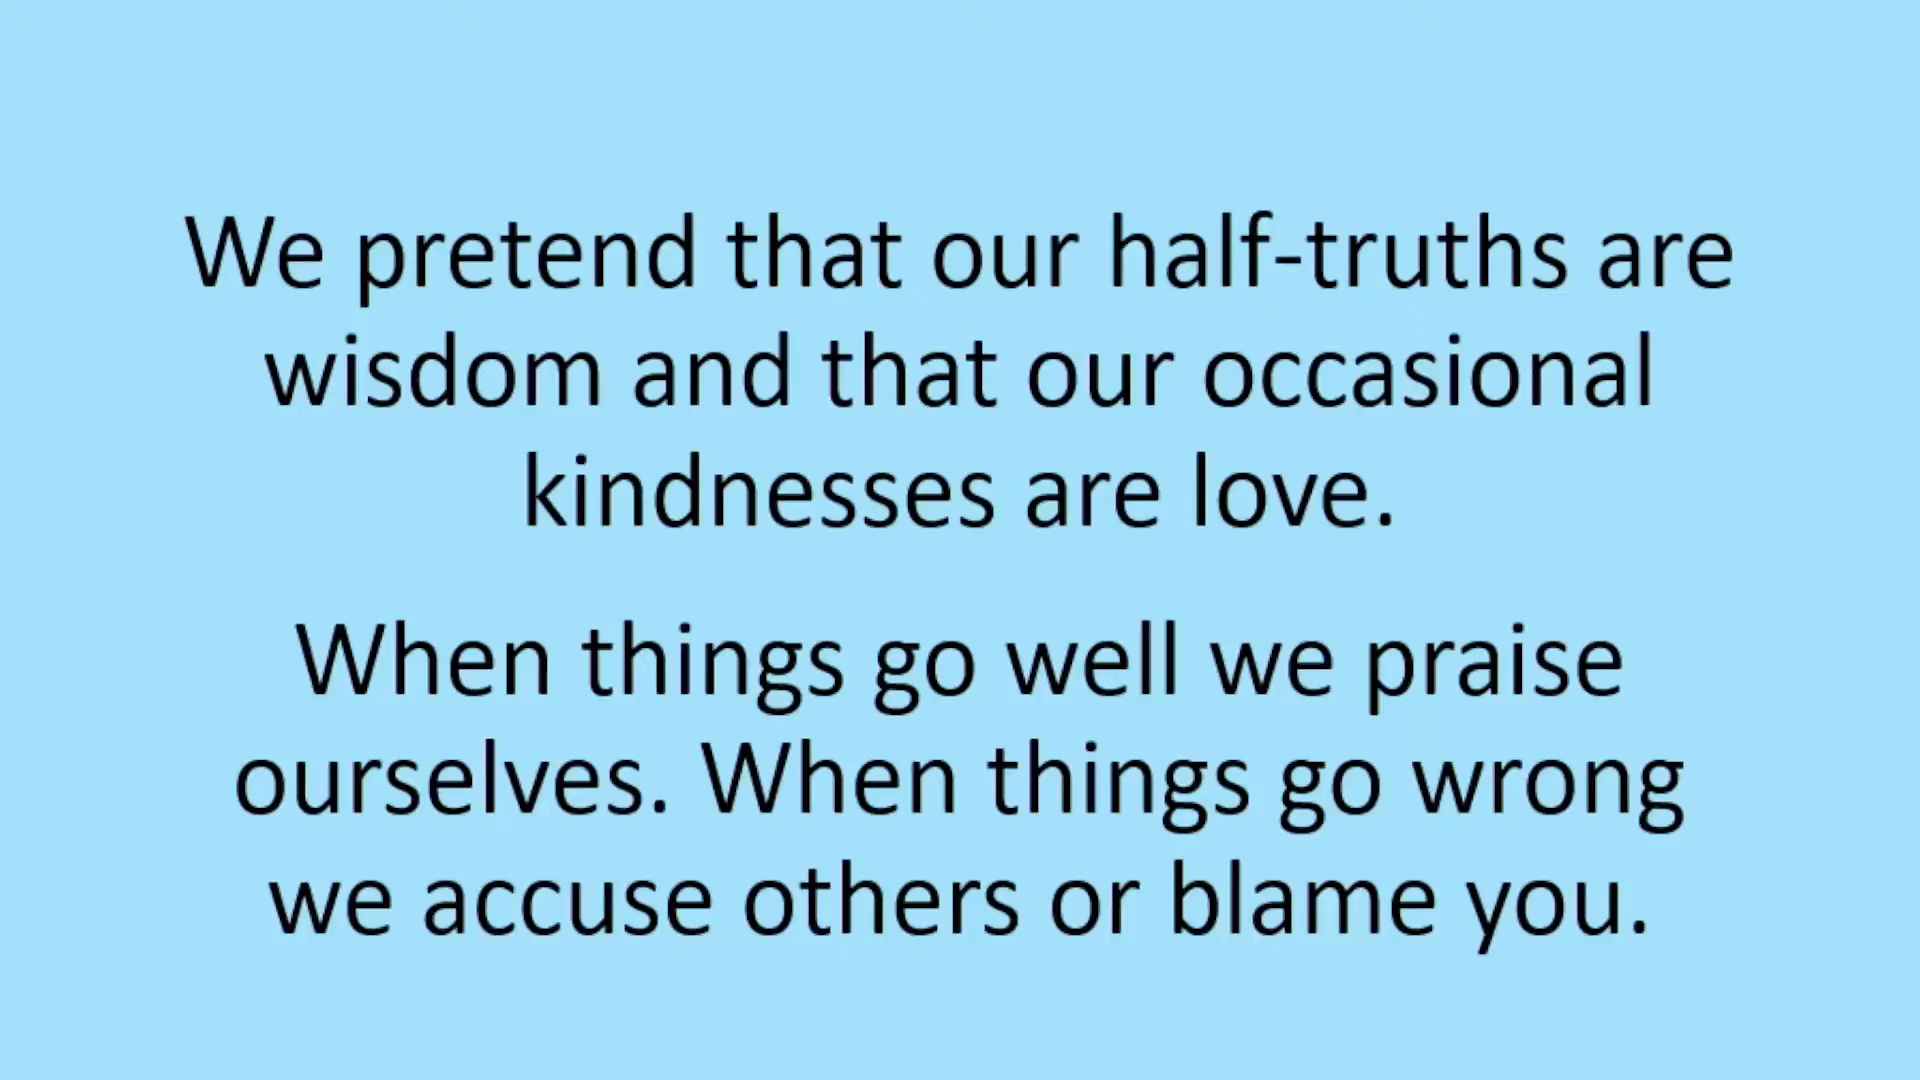 We pretend that our half-truths are
wisdom and that our occasional
kindnesses are love.
When things go well we praise
ourselves. When things go wrong
we accuse others or blame you.